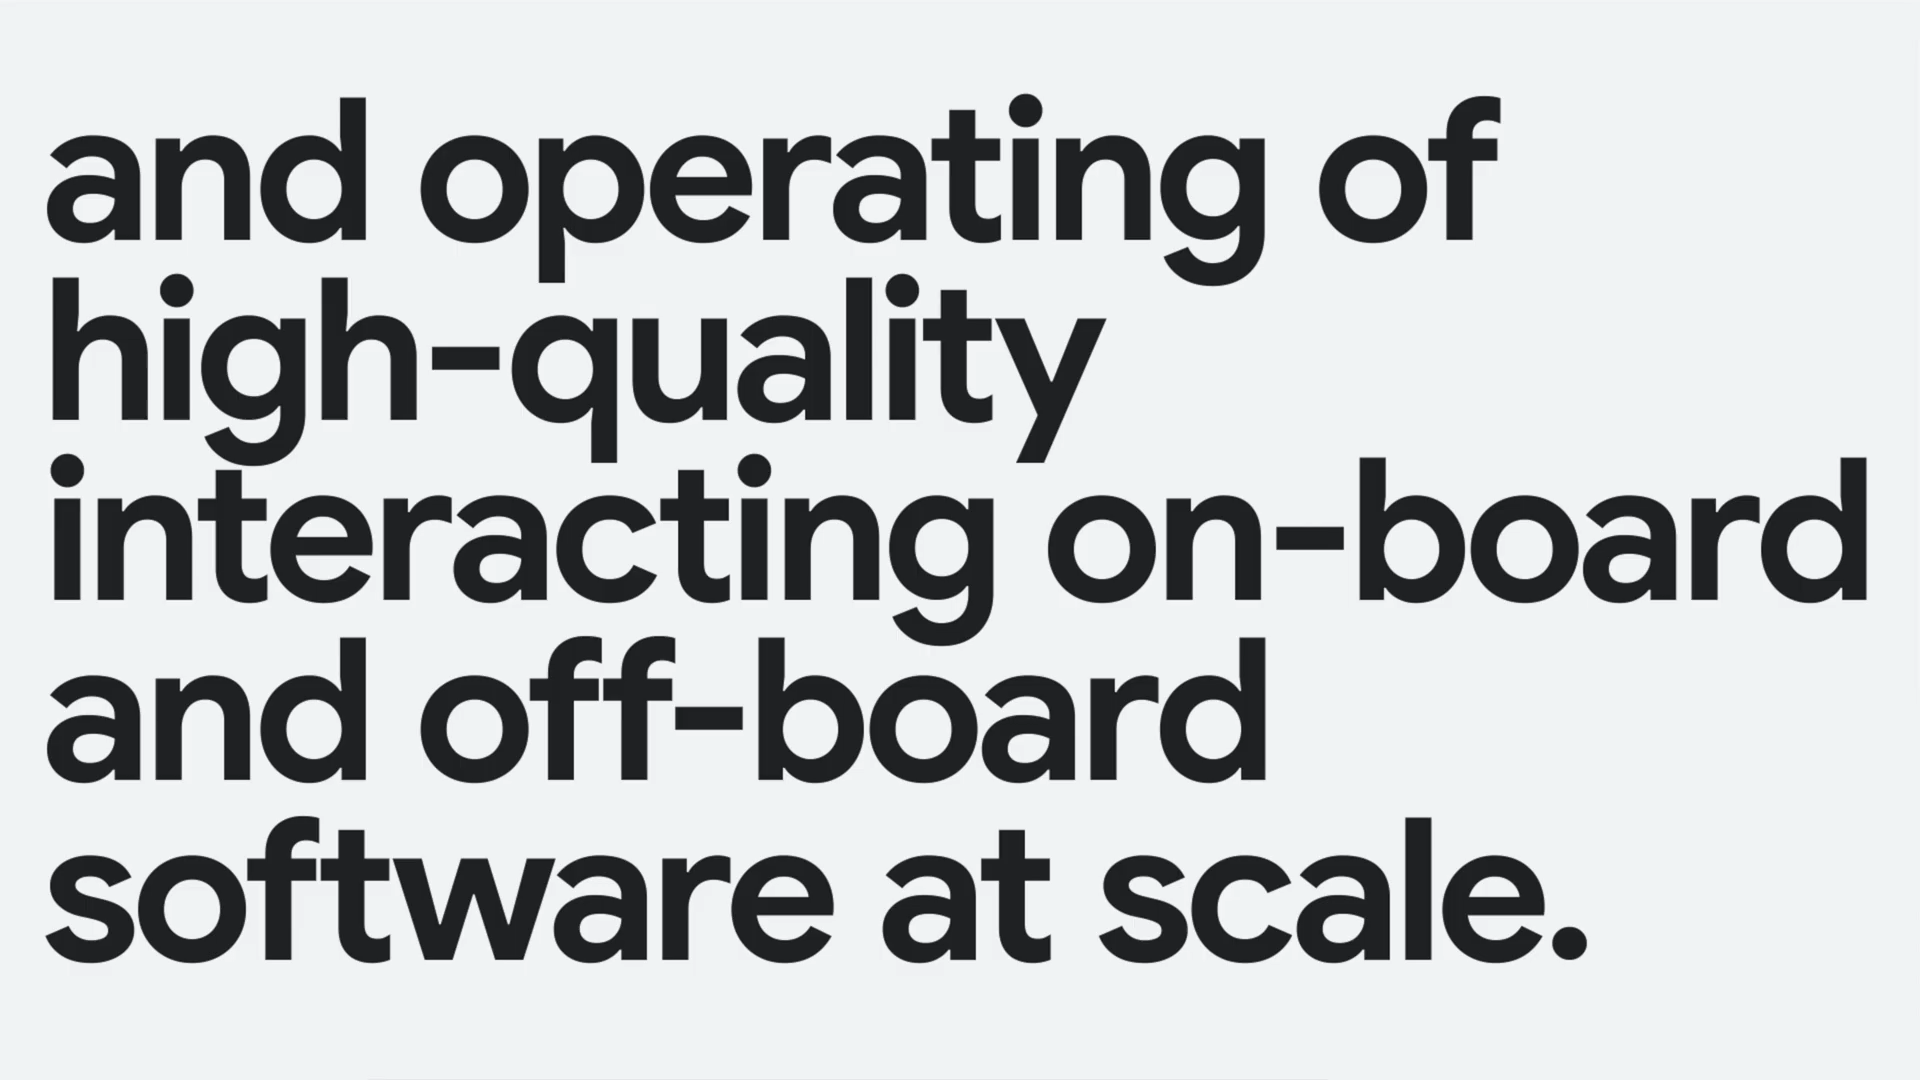 and operating of
high-quality
interacting on-board
and off-board
software at scale.